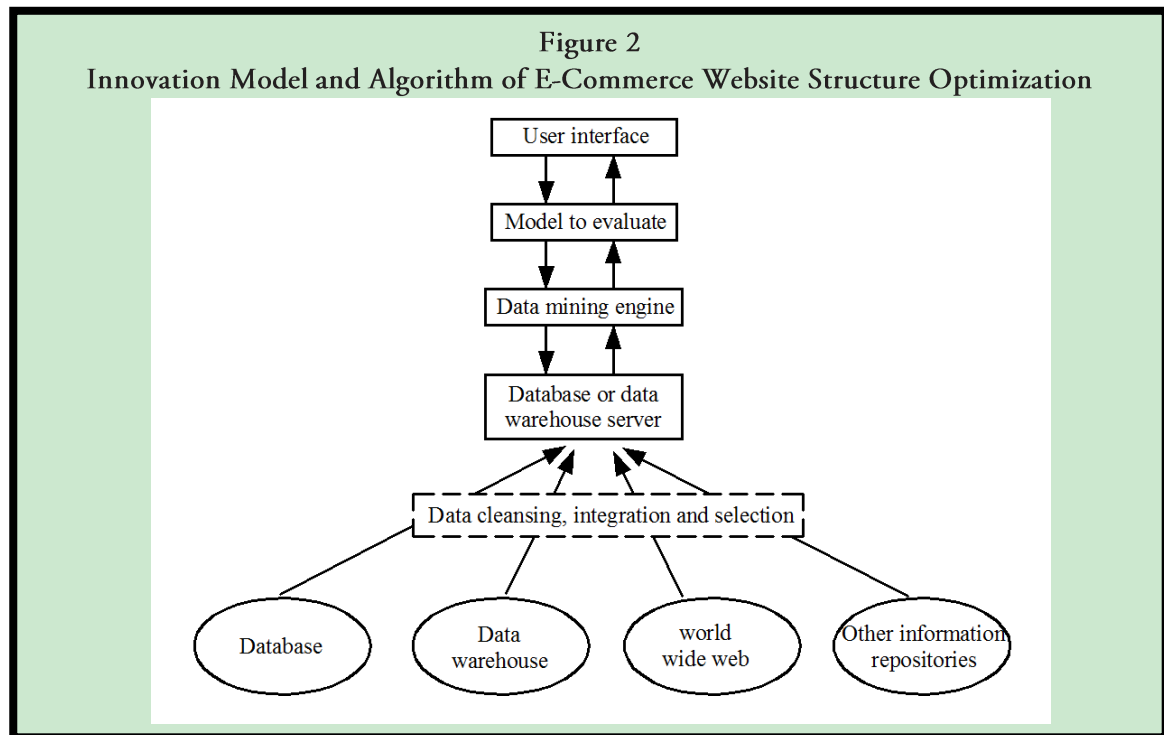 Figure 2
Innovation Model and Algorithm of E-Commerce Website Structure Optimization
User interface
Model to evaluate
Data mining engine
Database or data
warehouse server
Data cleansing, integration and selection
Database
Data
warehouse
world
wide web
Other information
repositories